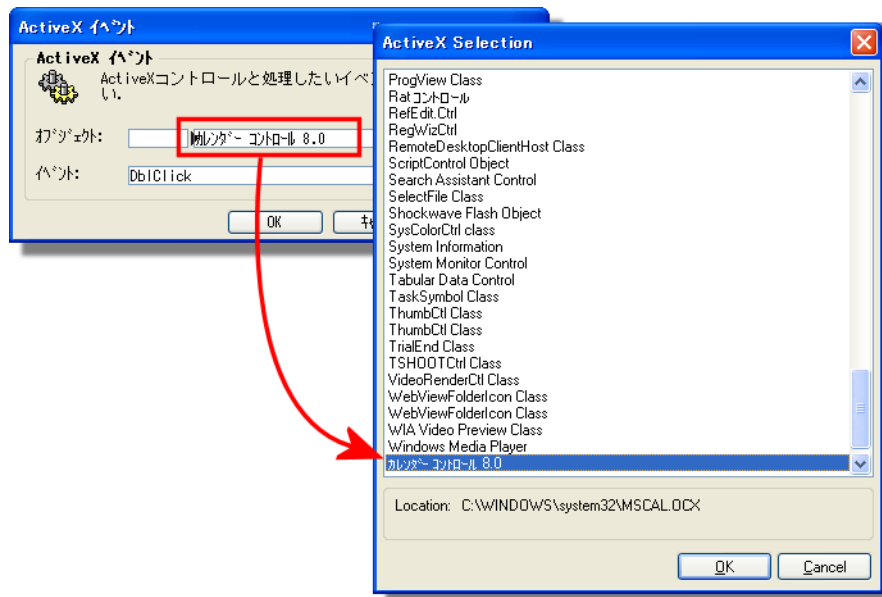 ActiveX イベント
ActiveX イベント
ActiveXコントロールと処理したいイベ
い.
オブジェクト:
カレンダー コントロール 8.0
イベント:
DblClick
OK
ActiveX Selection
ProgView Class
Rat コントロール
RefEdit.Ctrl
RegWizCtrl
RemoteDesktopClientHost Class
ScriptControl Object
Search Assistant Control
SelectFile Class
Shockwave Flash Object
SysColorCtrl class
System Information
System Monitor Control
Tabular Data Control
TaskSymbol Class
ThumbCtl Class
ThumbCtl Class
TrialEnd Class
TSHOOTCtrl Class
VideoRenderCtl Class
WebViewFolderIcon Class
WebViewFolderIcon Class
WIA Video Preview Class
Windows Media Player
カレンダー コントロール 8.0
Location: C:\WINDOWS\system32\MSCAL.OCX
OK
Cancel